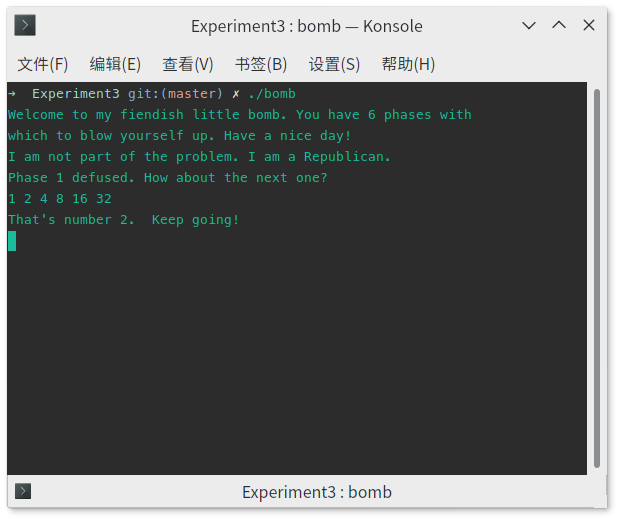 Experiment3 : bomb — Konsole
文件(F) 编辑(E) 查看(V) 书签(B) 设置(S) 帮助(H)
➜  Experiment3 git:(master) ✗ ./bomb
Welcome to my fiendish little bomb. You have 6 phases with
which to blow yourself up. Have a nice day!
I am not part of the problem. I am a Republican.
Phase 1 defused. How about the next one?
1 2 4 8 16 32
That's number 2.  Keep going!
Experiment3 : bomb